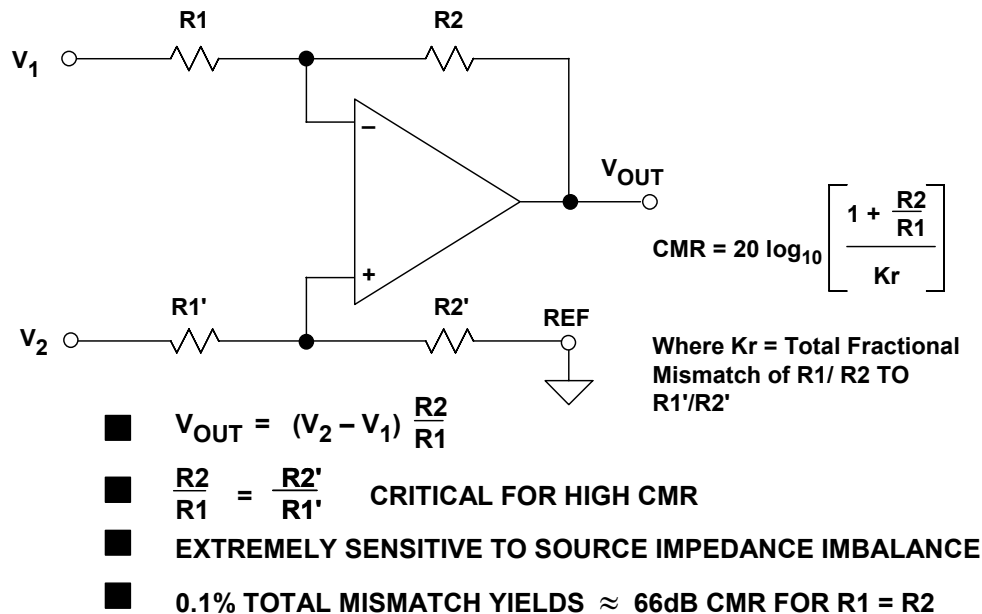 R1
R2
V1
–
VOUT
CMR = 20 log10 [ 1 + R2/R1 / Kr ]
+
R1'
R2'
REF
V2
Where Kr = Total Fractional
Mismatch of R1/ R2 TO
R1'/R2'
VOUT = (V2 – V1) R2/R1
R2/R1 = R2'/R1' CRITICAL FOR HIGH CMR
EXTREMELY SENSITIVE TO SOURCE IMPEDANCE IMBALANCE
0.1% TOTAL MISMATCH YIELDS ≈ 66dB CMR FOR R1 = R2